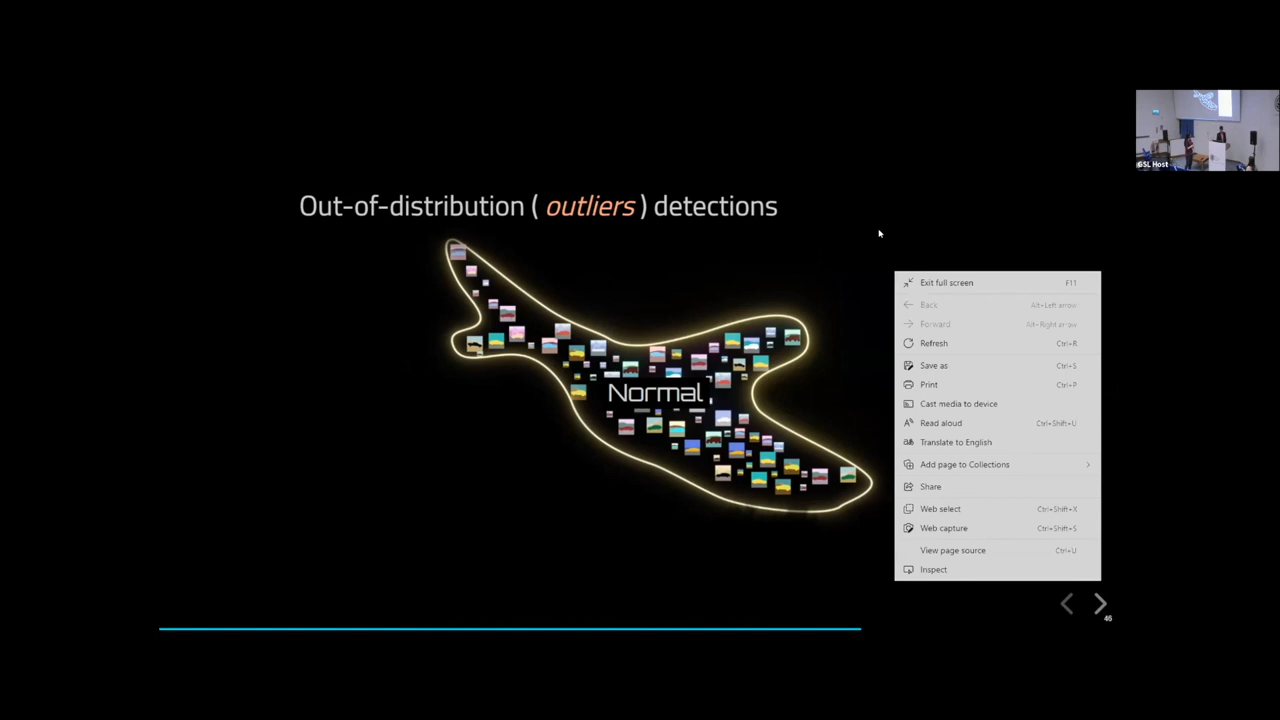 GSL Host
Out-of-distribution ( outliers ) detections
Normal
Exit full screen F11
Back Alt+Left arrow
Forward Alt+Right arrow
Refresh Ctrl+R
Save as Ctrl+S
Print Ctrl+P
Cast media to device
Read aloud Ctrl+Shift+U
Translate to English
Add page to Collections
Share
Web select Ctrl+Shift+X
Web capture Ctrl+Shift+S
View page source Ctrl+U
Inspect
46